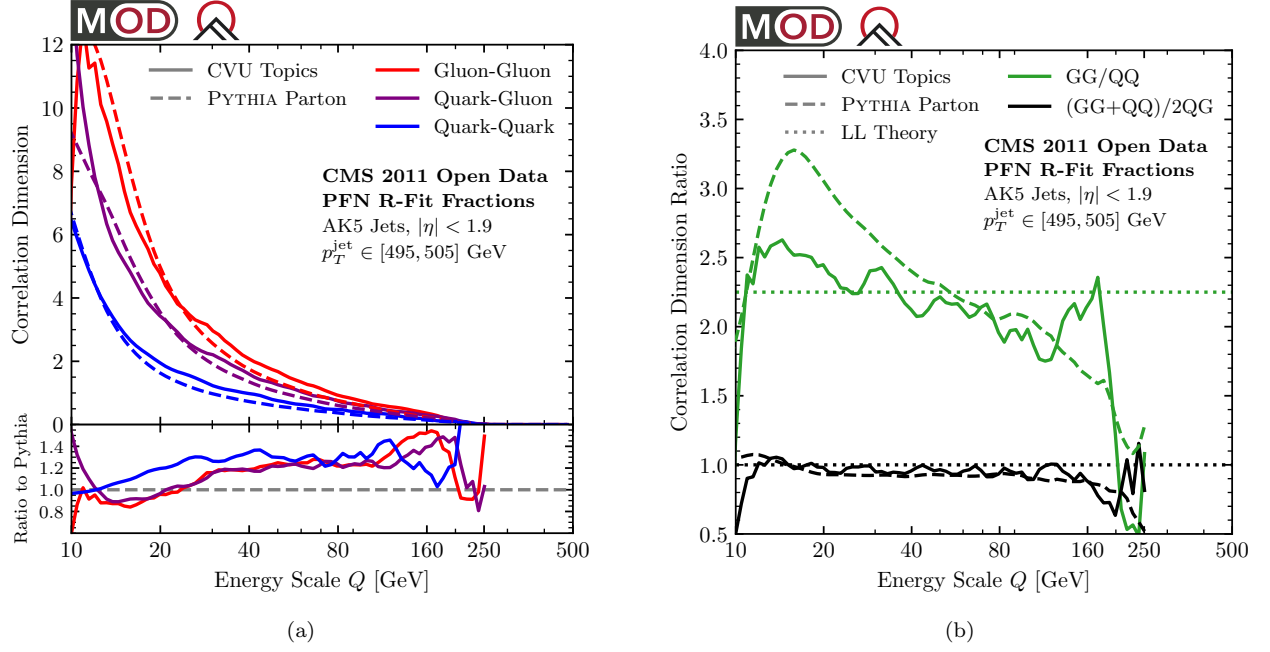 MOD
12
10
8
6
4
2
0
Correlation Dimension
CVU Topics
PYTHIA Parton
Gluon-Gluon
Quark-Gluon
Quark-Quark
CMS 2011 Open Data
PFN R-Fit Fractions
AK5 Jets, |η| < 1.9
p_T^jet ∈ [495, 505] GeV
1.4
1.2
1.0
0.8
Ratio to Pythia
10 20 40 80 160 250 500
Energy Scale Q [GeV]
(a)
MOD
4.0
3.5
3.0
2.5
2.0
1.5
1.0
0.5
Correlation Dimension Ratio
CVU Topics
PYTHIA Parton
LL Theory
GG/QQ
(GG+QQ)/2QG
CMS 2011 Open Data
PFN R-Fit Fractions
AK5 Jets, |η| < 1.9
p_T^jet ∈ [495, 505] GeV
10 20 40 80 160 250 500
Energy Scale Q [GeV]
(b)